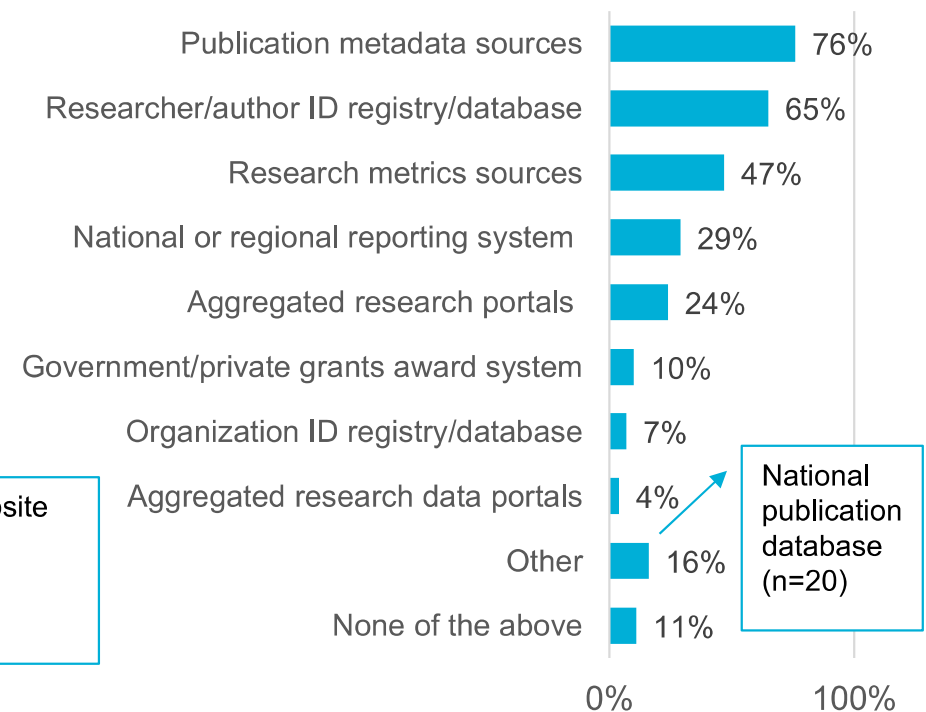 Publication metadata sources 76%
Researcher/author ID registry/database 65%
Research metrics sources 47%
National or regional reporting system 29%
Aggregated research portals 24%
Government/private grants award system 10%
Organization ID registry/database 7%
Aggregated research data portals 4%
Other 16%
None of the above 11%
National
publication
database
(n=20)
0% 100%